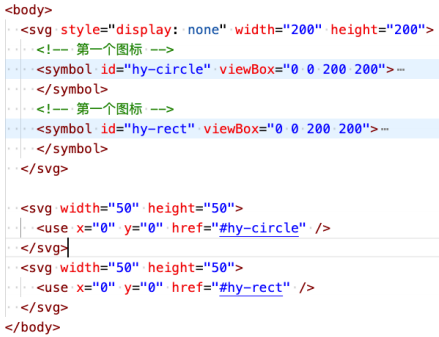 <body>
<svg style="display: none" width="200" height="200">
<!-- 第一个图标 -->
<symbol id="hy-circle" viewBox="0 0 200 200">⋯
</symbol>
<!-- 第一个图标 -->
<symbol id="hy-rect" viewBox="0 0 200 200">⋯
</symbol>
</svg>
<svg width="50" height="50">
<use x="0" y="0" href="#hy-circle" />
</svg>
<svg width="50" height="50">
<use x="0" y="0" href="#hy-rect" />
</svg>
</body>